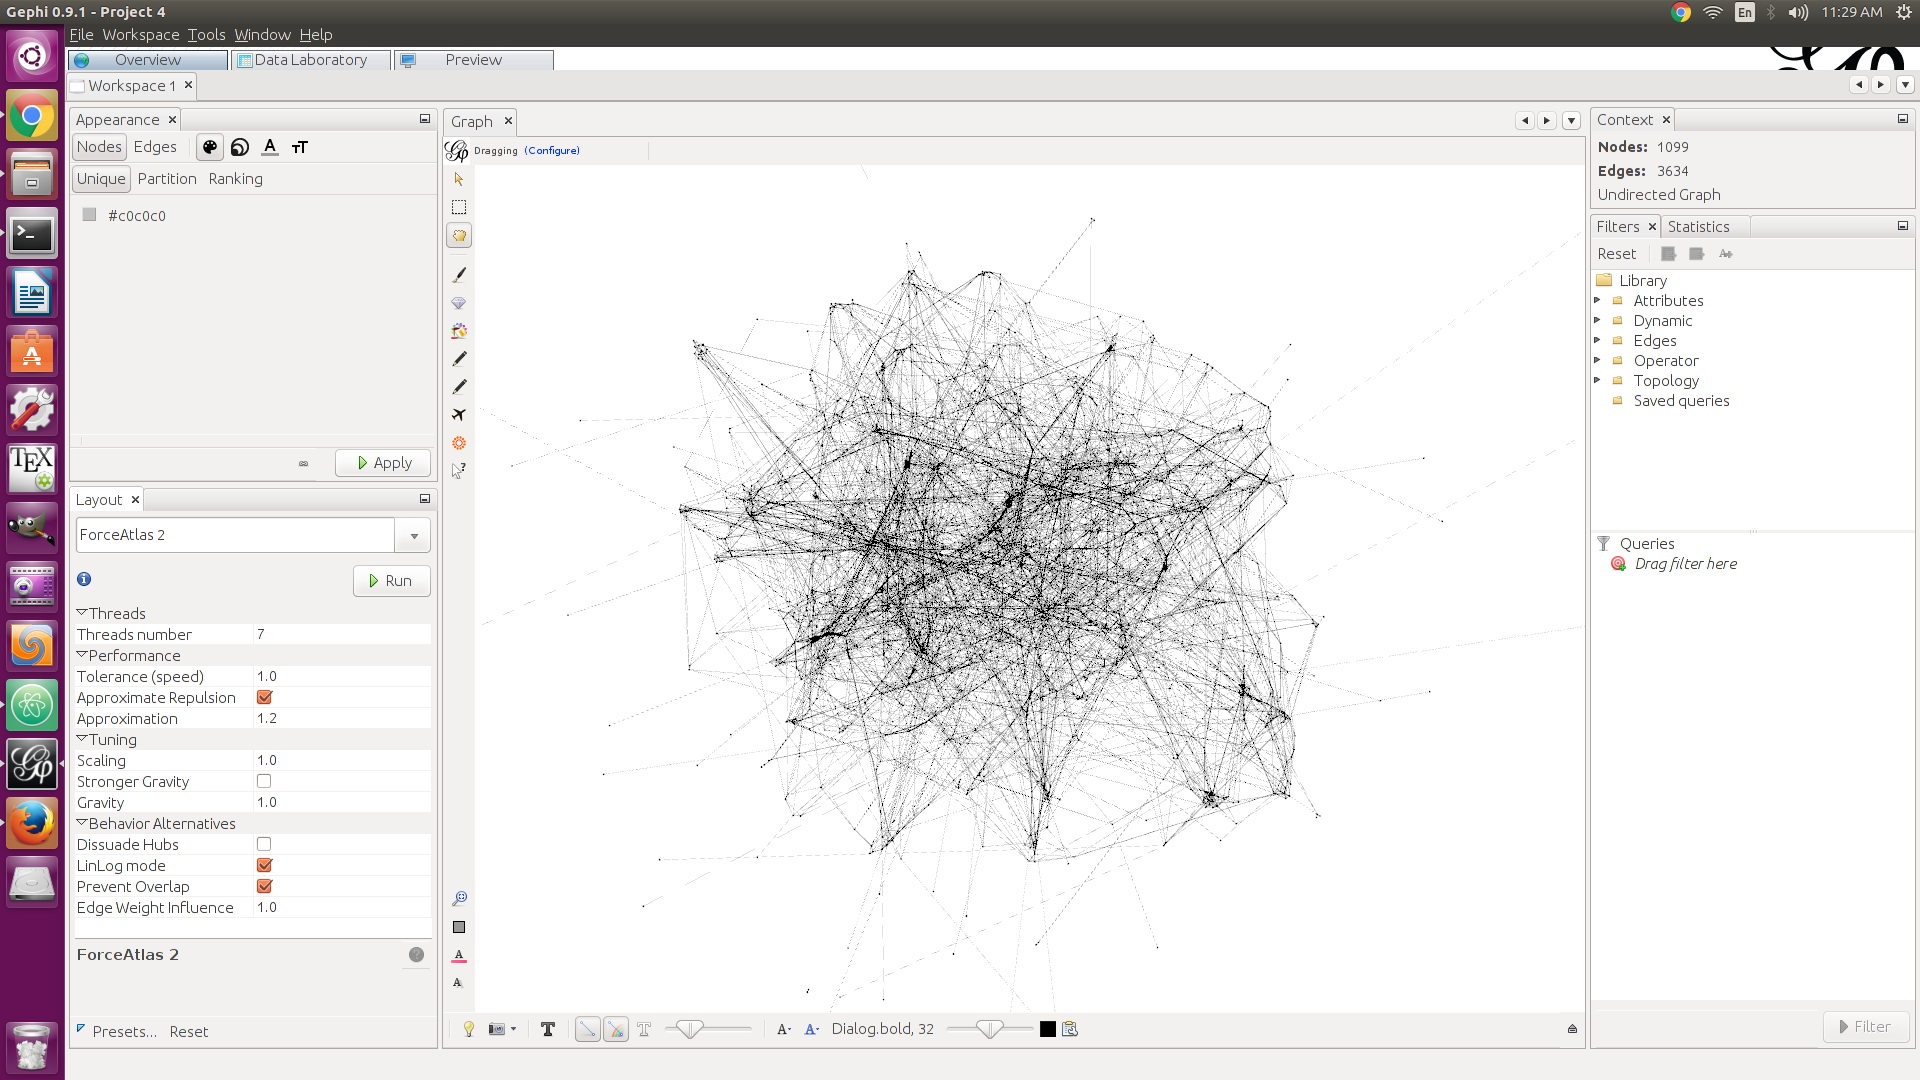 Gephi 0.9.1 - Project 4
En
11:29 AM
File Workspace Tools Window Help
Overview
Data Laboratory
Preview
Workspace 1
Appearance
Nodes Edges
Unique Partition Ranking
#c0c0c0
Apply
Layout
ForceAtlas 2
Run
Threads
Threads number 7
Performance
Tolerance (speed) 1.0
Approximate Repulsion
Approximation 1.2
Tuning
Scaling 1.0
Stronger Gravity
Gravity 1.0
Behavior Alternatives
Dissuade Hubs
LinLog mode
Prevent Overlap
Edge Weight Influence 1.0
ForceAtlas 2
Presets... Reset
Graph
Dragging (Configure)
Dialog.bold, 32
Context
Nodes: 1099
Edges: 3634
Undirected Graph
Filters
Statistics
Reset
Library
Attributes
Dynamic
Edges
Operator
Topology
Saved queries
Queries
Drag filter here
Filter
TEX